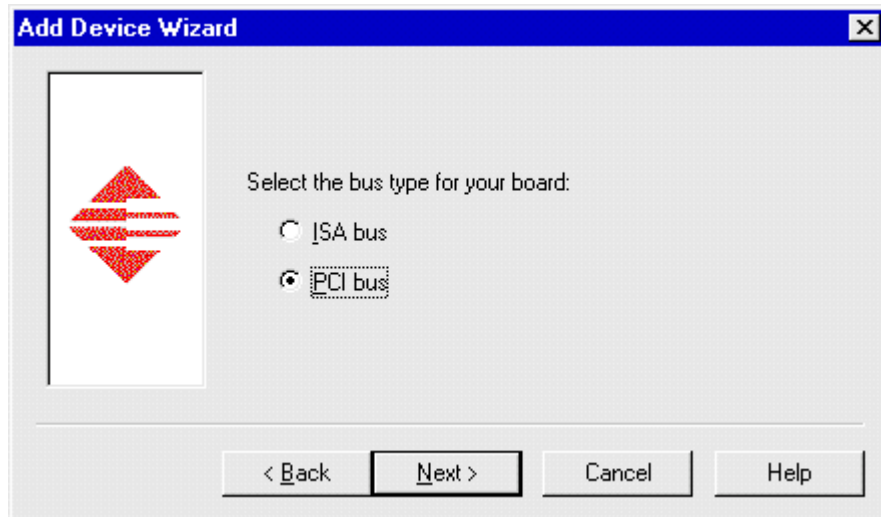 Add Device Wizard
Select the bus type for your board:
ISA bus
PCI bus
< Back Next > Cancel Help